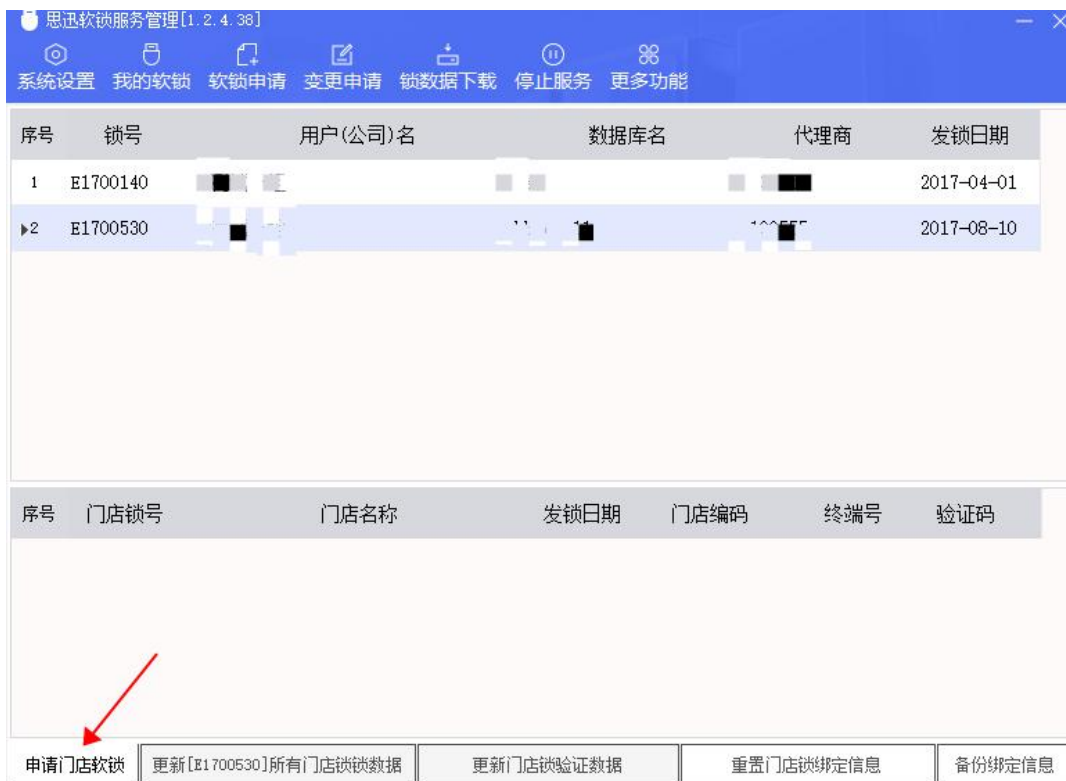 思迅软锁服务管理[1.2.4.38]
系统设置 我的软锁 软锁申请 变更申请 锁数据下载 停止服务 更多功能
序号 锁号 用户(公司)名 数据库名 代理商 发锁日期
1 E1700140 2017-04-01
2 E1700530 2017-08-10
序号 门店锁号 门店名称 发锁日期 门店编码 终端号 验证码
申请门店软锁 更新[E1700530]所有门店锁锁数据 更新门店锁验证数据 重置门店锁绑定信息 备份绑定信息